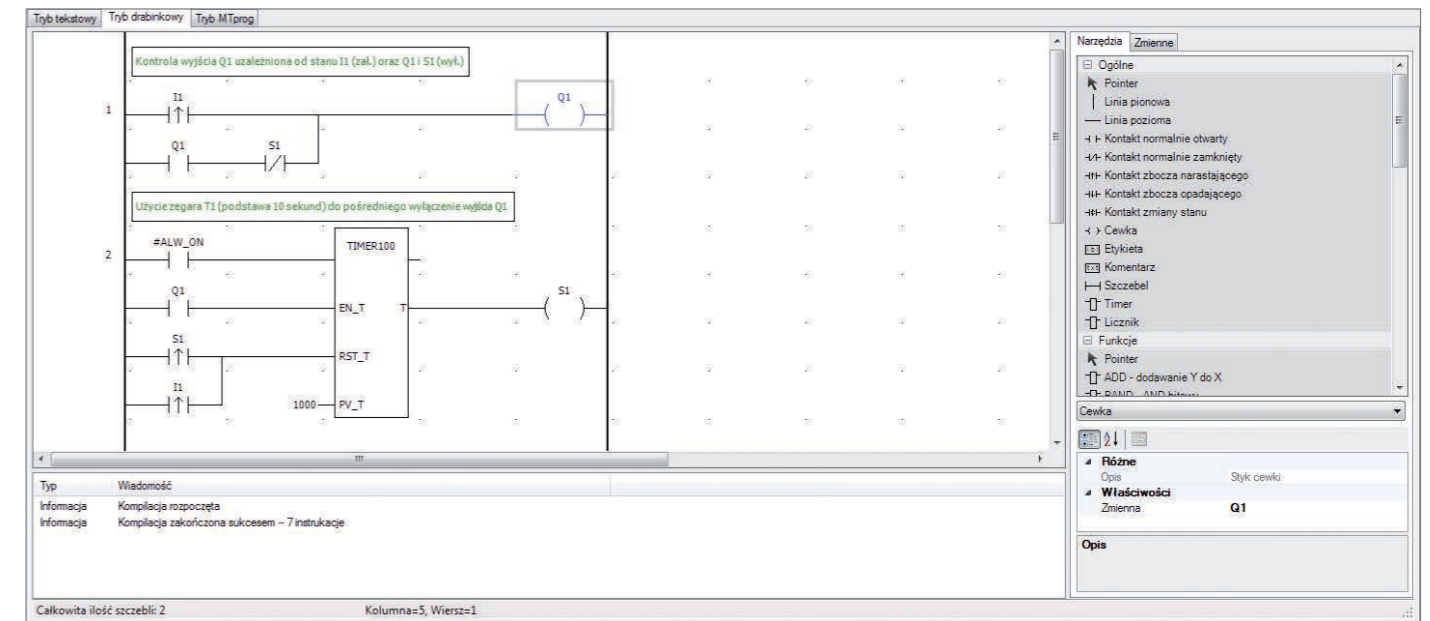 Tryb tekstowy Tryb drabinkowy Tryb MTprog
Kontrola wyjścia Q1 uzależniona od stanu I1 (zał.) oraz Q1 i S1 (wył.)
1
I1
Q1
Q1
S1
Użycie zegara T1 (podstawa 10 sekund) do pośredniego wyłączenie wyjścia Q1
2
#ALW_ON
TIMER100
Q1
EN_T T
S1
S1
RST_T
I1
1000 PV_T
Narzędzia Zmienne
Ogólne
Pointer
Linia pionowa
Linia pozioma
Kontakt normalnie otwarty
Kontakt normalnie zamknięty
Kontakt zbocza narastającego
Kontakt zbocza opadającego
Kontakt zmiany stanu
Cewka
Etykieta
Komentarz
Szczebel
Timer
Licznik
Funkcje
Pointer
ADD - dodawanie Y do X
BAND - AND bitowy
Cewka
Różne
Opis Styk cewki
Właściwości
Zmienna Q1
Opis
Typ Wiadomość
Informacja Kompilacja rozpoczęta
Informacja Kompilacja zakończona sukcesem – 7 instrukacje
Całkowita ilość szczebli: 2 Kolumna=5, Wiersz=1